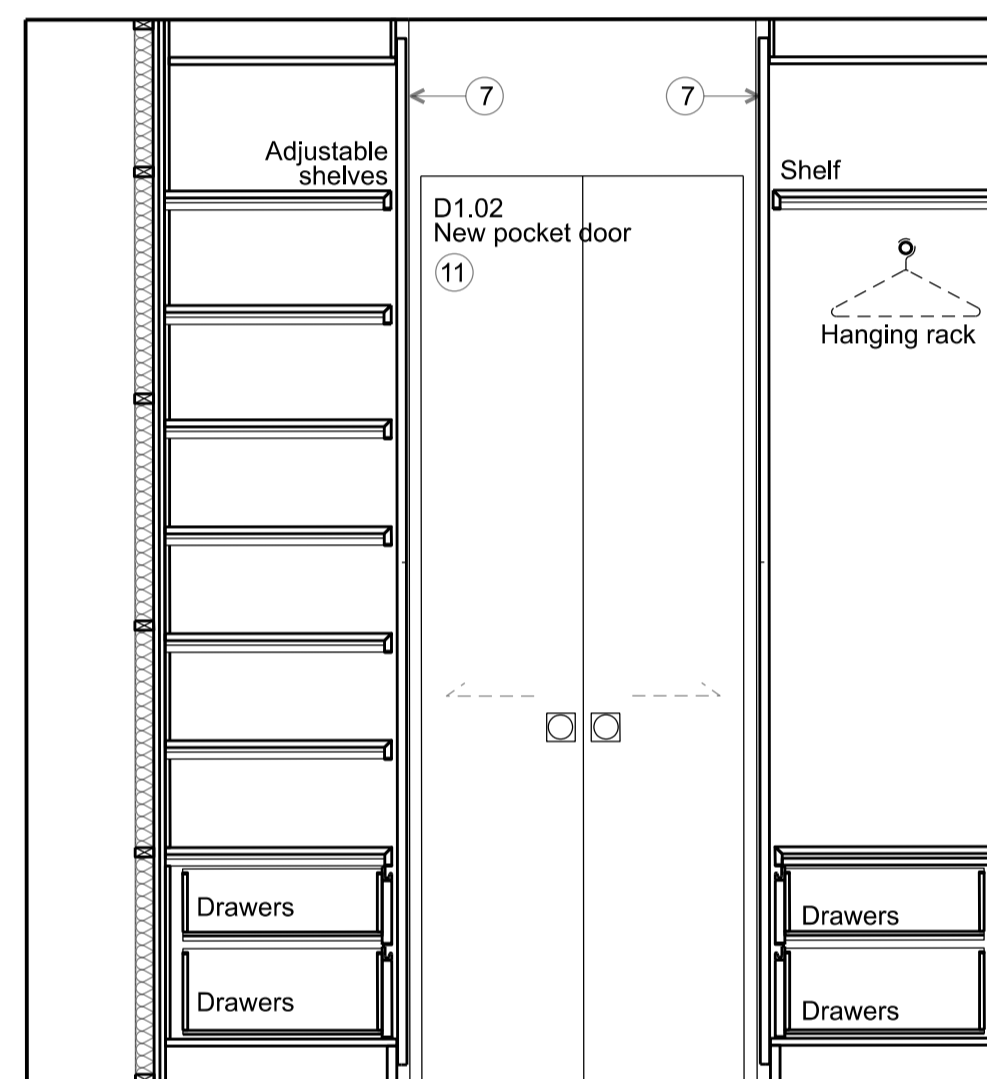 7
7
Adjustable
shelves
Shelf
D1.02
New pocket door
11
Hanging rack
Drawers
Drawers
Drawers
Drawers